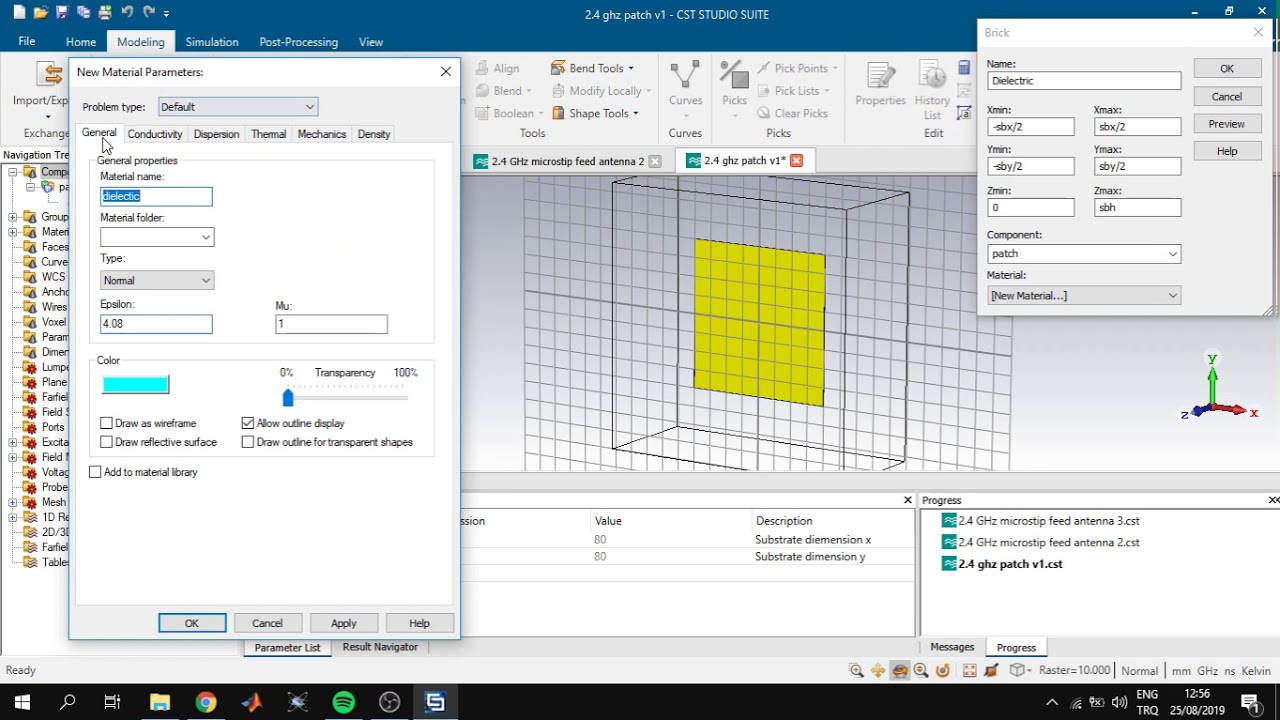 2.4 ghz patch v1 - CST STUDIO SUITE
File Home Modeling Simulation Post-Processing View
Import/Exp
Exchange
Align
Blend
Boolean
Bend Tools
Modify Locally
Shape Tools
Tools
Curves
Curves
Picks
Pick Points
Pick Lists
Clear Picks
Picks
Properties
History List
Edit
2.4 GHz microstip feed antenna 2
2.4 ghz patch v1*
Navigation Tre
Compo
pa
Group
Materi
Faces
Curve
WCS
Ancho
Wires
Voxel
Param
Dimen
Lumpe
Plane
Farfiel
Field S
Ports
Excita
Field M
Voltag
Probe
Mesh
1D Re
2D/3D
Farfiel
Tables
New Material Parameters:
Problem type: Default
General Conductivity Dispersion Thermal Mechanics Density
General properties
Material name:
dielectic
Material folder:
Type:
Normal
Epsilon: Mu:
4.08 1
Color
0% Transparency 100%
Draw as wireframe Allow outline display
Draw reflective surface Draw outline for transparent shapes
Add to material library
OK Cancel Apply Help
Brick
Name:
Dielectric
OK
Cancel
Preview
Help
Xmin: Xmax:
-sbx/2 sbx/2
Ymin: Ymax:
-sby/2 sby/2
Zmin: Zmax:
0 sbh
Component:
patch
Material:
[New Material...]
y
z x
ssion Value Description
80 Substrate diemension x
80 Substrate dimension y
Parameter List Result Navigator
Progress
2.4 GHz microstip feed antenna 3.cst
2.4 GHz microstip feed antenna 2.cst
2.4 ghz patch v1.cst
Messages Progress
Ready
Raster=10.000 Normal mm GHz ns Kelvin
ENG
TRQ
12:56
25/08/2019
1